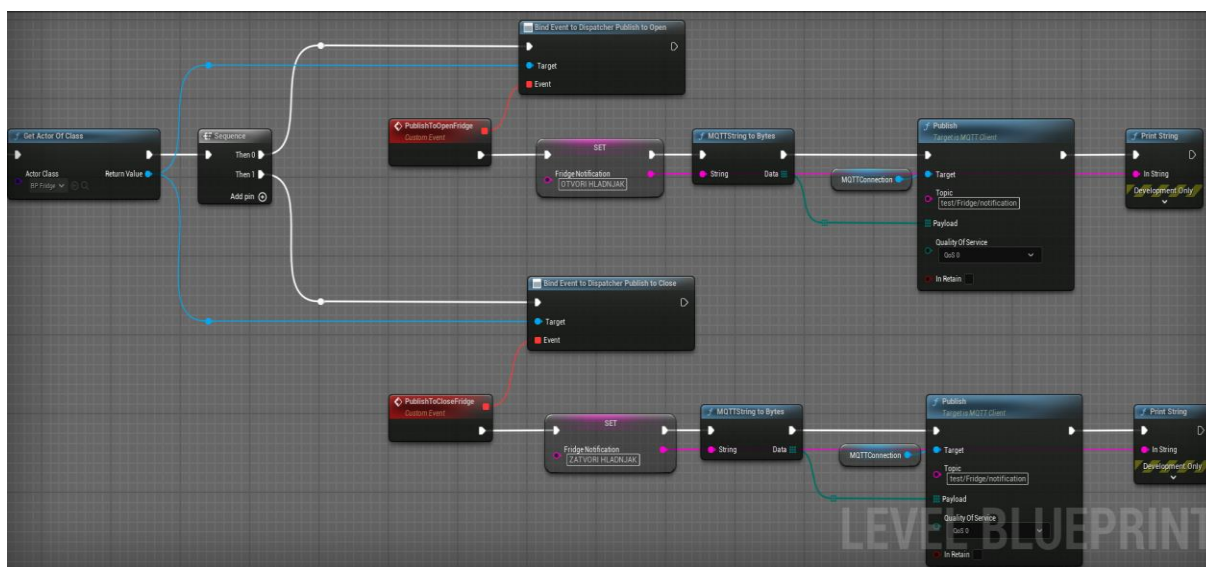 Bind Event to Dispatcher Publish to Open
Target
Event
Get Actor Of Class
Actor Class
Return Value
BP Fridge
Sequence
Then 0
Then 1
Add pin
PublishToOpenFridge
Custom Event
SET
Fridge Notification
OTVORI HLADNJAK
MQTTString to Bytes
String
Data
MQTTConnection
Publish
Target is MQTT Client
Target
Topic
test/Fridge/notification
Payload
Quality Of Service
QoS 0
In Retain
Print String
In String
Development Only
Bind Event to Dispatcher Publish to Close
Target
Event
PublishToCloseFridge
Custom Event
SET
Fridge Notification
ZATVORI HLADNJAK
MQTTString to Bytes
String
Data
MQTTConnection
Publish
Target is MQTT Client
Target
Topic
test/Fridge/notification
Payload
Quality Of Service
QoS 0
In Retain
Print String
In String
Development Only
LEVEL BLUEPRINT